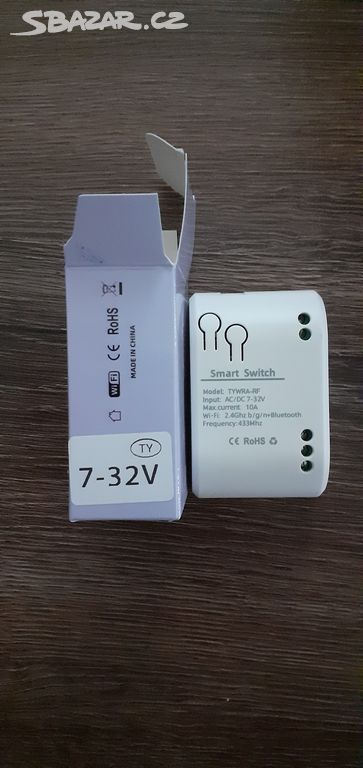 SBAZAR.CZ
WiFi CE RoHS
MADE IN CHINA
TY
7-32V
Smart Switch
Model: TYWRA-RF
Input: AC/DC 7-32V
Max.current: 10A
Wi-Fi: 2.4Ghz b/g/n+Bluetooth
Frequency:433Mhz
CE RoHS